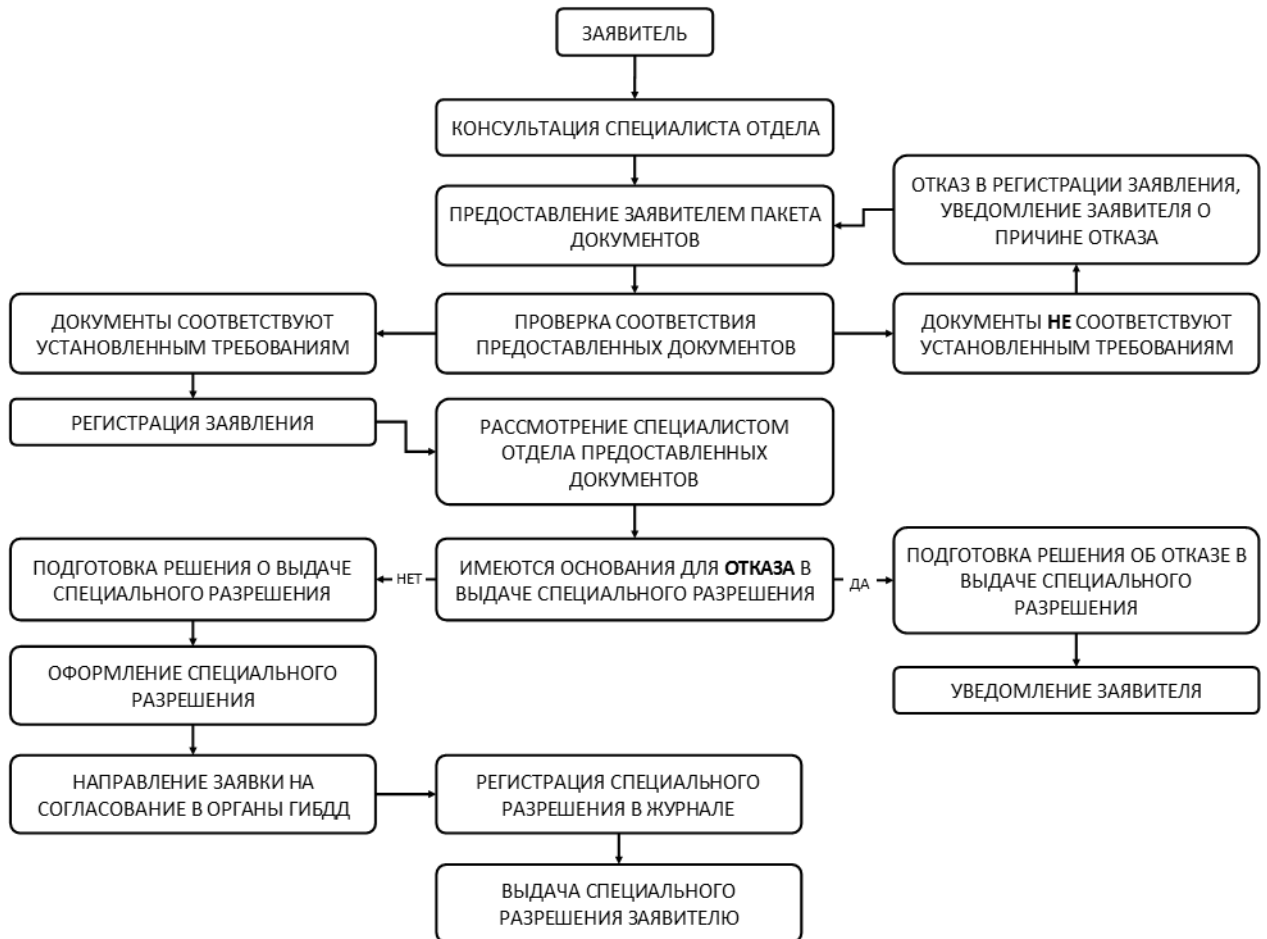 ЗАЯВИТЕЛЬ
КОНСУЛЬТАЦИЯ СПЕЦИАЛИСТА ОТДЕЛА
ПРЕДОСТАВЛЕНИЕ ЗАЯВИТЕЛЕМ ПАКЕТА
ДОКУМЕНТОВ
ОТКАЗ В РЕГИСТРАЦИИ ЗАЯВЛЕНИЯ,
УВЕДОМЛЕНИЕ ЗАЯВИТЕЛЯ О
ПРИЧИНЕ ОТКАЗА
ДОКУМЕНТЫ СООТВЕТСТВУЮТ
УСТАНОВЛЕННЫМ ТРЕБОВАНИЯМ
ПРОВЕРКА СООТВЕТСТВИЯ
ПРЕДОСТАВЛЕННЫХ ДОКУМЕНТОВ
ДОКУМЕНТЫ НЕ СООТВЕТСТВУЮТ
УСТАНОВЛЕННЫМ ТРЕБОВАНИЯМ
РЕГИСТРАЦИЯ ЗАЯВЛЕНИЯ
РАССМОТРЕНИЕ СПЕЦИАЛИСТОМ
ОТДЕЛА ПРЕДОСТАВЛЕННЫХ
ДОКУМЕНТОВ
ПОДГОТОВКА РЕШЕНИЯ О ВЫДАЧЕ
СПЕЦИАЛЬНОГО РАЗРЕШЕНИЯ
НЕТ
ИМЕЮТСЯ ОСНОВАНИЯ ДЛЯ ОТКАЗА В
ВЫДАЧЕ СПЕЦИАЛЬНОГО РАЗРЕШЕНИЯ
ДА
ПОДГОТОВКА РЕШЕНИЯ ОБ ОТКАЗЕ В
ВЫДАЧЕ СПЕЦИАЛЬНОГО
РАЗРЕШЕНИЯ
ОФОРМЛЕНИЕ СПЕЦИАЛЬНОГО
РАЗРЕШЕНИЯ
УВЕДОМЛЕНИЕ ЗАЯВИТЕЛЯ
НАПРАВЛЕНИЕ ЗАЯВКИ НА
СОГЛАСОВАНИЕ В ОРГАНЫ ГИБДД
РЕГИСТРАЦИЯ СПЕЦИАЛЬНОГО
РАЗРЕШЕНИЯ В ЖУРНАЛЕ
ВЫДАЧА СПЕЦИАЛЬНОГО
РАЗРЕШЕНИЯ ЗАЯВИТЕЛЮ